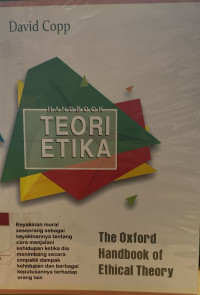 David Copp
HANDBOOK
TEORI
ETIKA
Keyakinan moral
seseorang sebagai
keyakinannya tentang
cara menjalani
kehidupan ketika dia
menimbang secara
simpatik dampak
kehidupan dan berbagai
keputusannya terhadap
orang lain
The Oxford
Handbook of
Ethical Theory